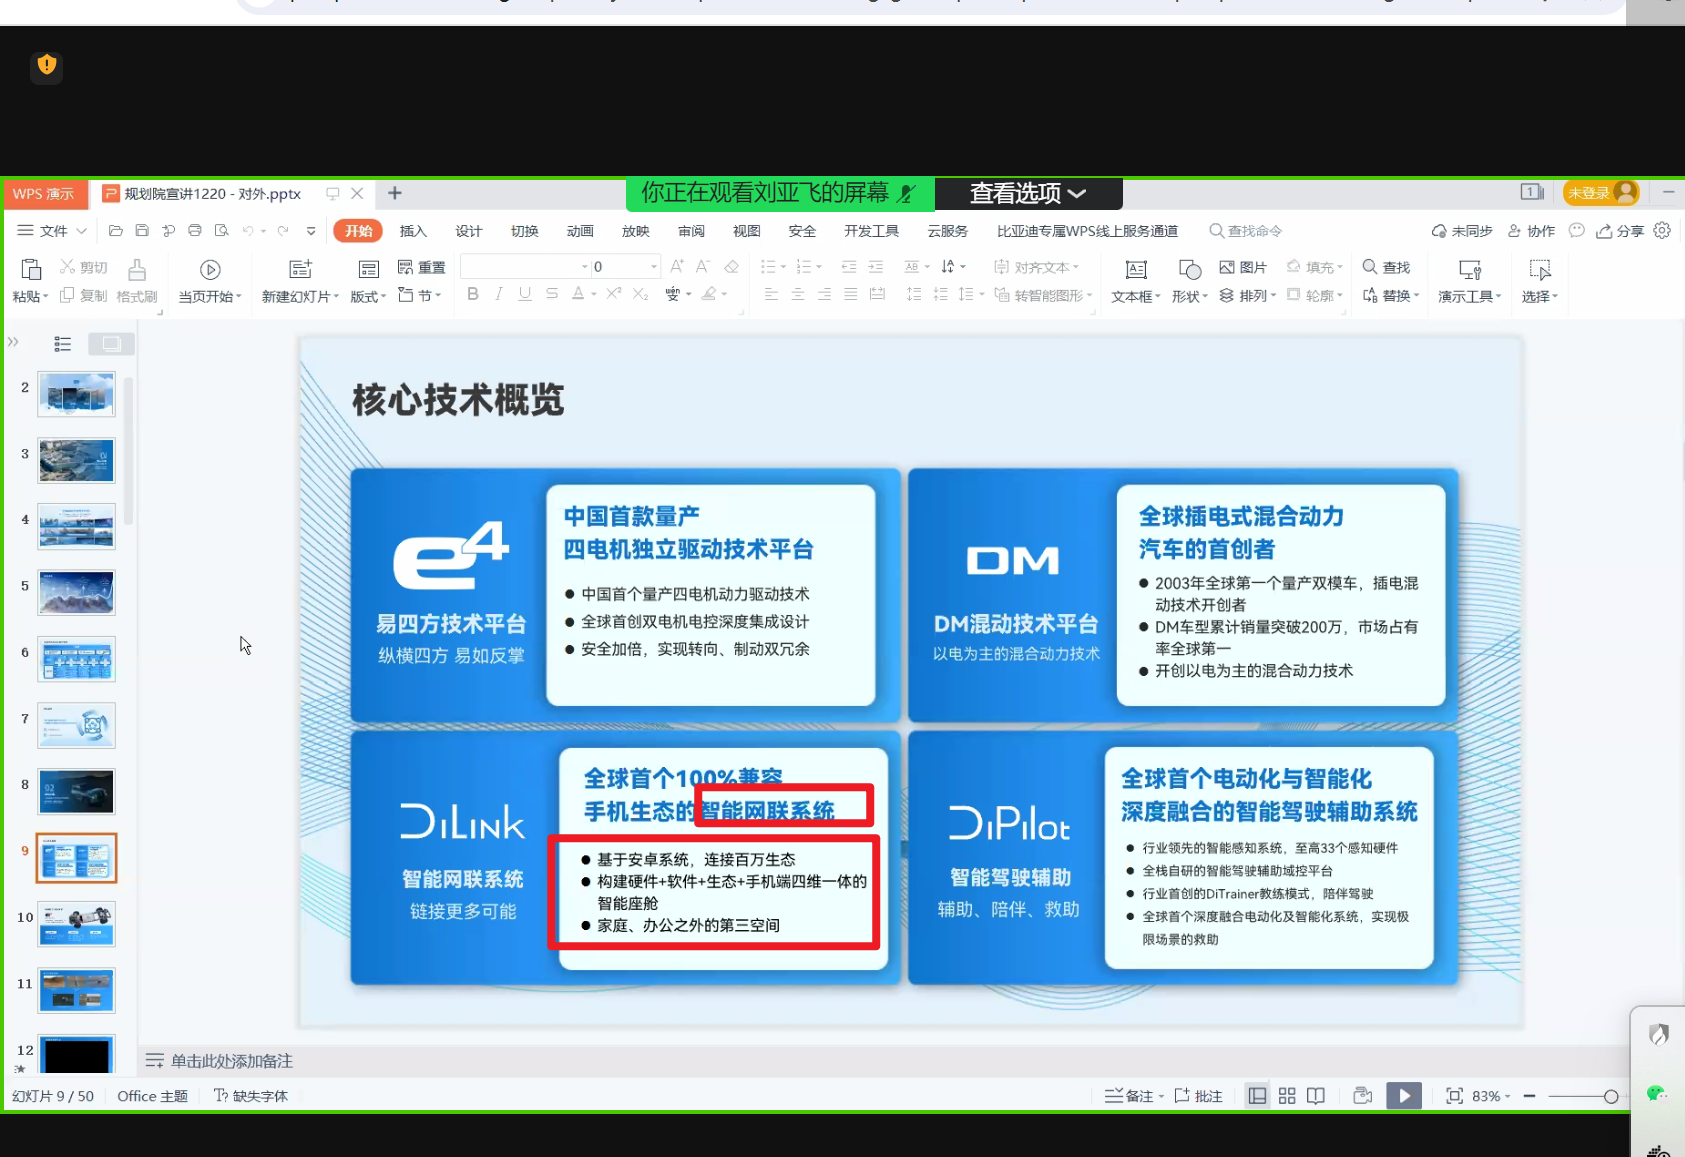 WPS 演示
规划院宣讲1220 - 对外.pptx
你正在观看刘亚飞的屏幕
查看选项
1
未登录
文件
开始
插入
设计
切换
动画
放映
审阅
视图
安全
开发工具
云服务
比亚迪专属WPS线上服务通道
查找命令
未同步
协作
分享
粘贴
剪切
复制
格式刷
当页开始
新建幻灯片
版式
重置
节
0
对齐文本
转智能图形
文本框
形状
图片
排列
填充
轮廓
查找
替换
演示工具
选择
2
3
4
5
6
7
8
9
10
11
12
核心技术概览
e4
易四方技术平台
纵横四方 易如反掌
中国首款量产
四电机独立驱动技术平台
● 中国首个量产四电机动力驱动技术
● 全球首创双电机电控深度集成设计
● 安全加倍，实现转向、制动双冗余
DM
DM混动技术平台
以电为主的混合动力技术
全球插电式混合动力
汽车的首创者
● 2003年全球第一个量产双模车，插电混
动技术开创者
● DM车型累计销量突破200万，市场占有
率全球第一
● 开创以电为主的混合动力技术
DiLink
智能网联系统
链接更多可能
全球首个100%兼容
手机生态的智能网联系统
● 基于安卓系统，连接百万生态
● 构建硬件+软件+生态+手机端四维一体的
智能座舱
● 家庭、办公之外的第三空间
DiPilot
智能驾驶辅助
辅助、陪伴、救助
全球首个电动化与智能化
深度融合的智能驾驶辅助系统
● 行业领先的智能感知系统，至高33个感知硬件
● 全栈自研的智能驾驶辅助域控平台
● 行业首创的DiTrainer教练模式，陪伴驾驶
● 全球首个深度融合电动化及智能化系统，实现极
限场景的救助
单击此处添加备注
幻灯片 9 / 50
Office 主题
缺失字体
备注
批注
83%